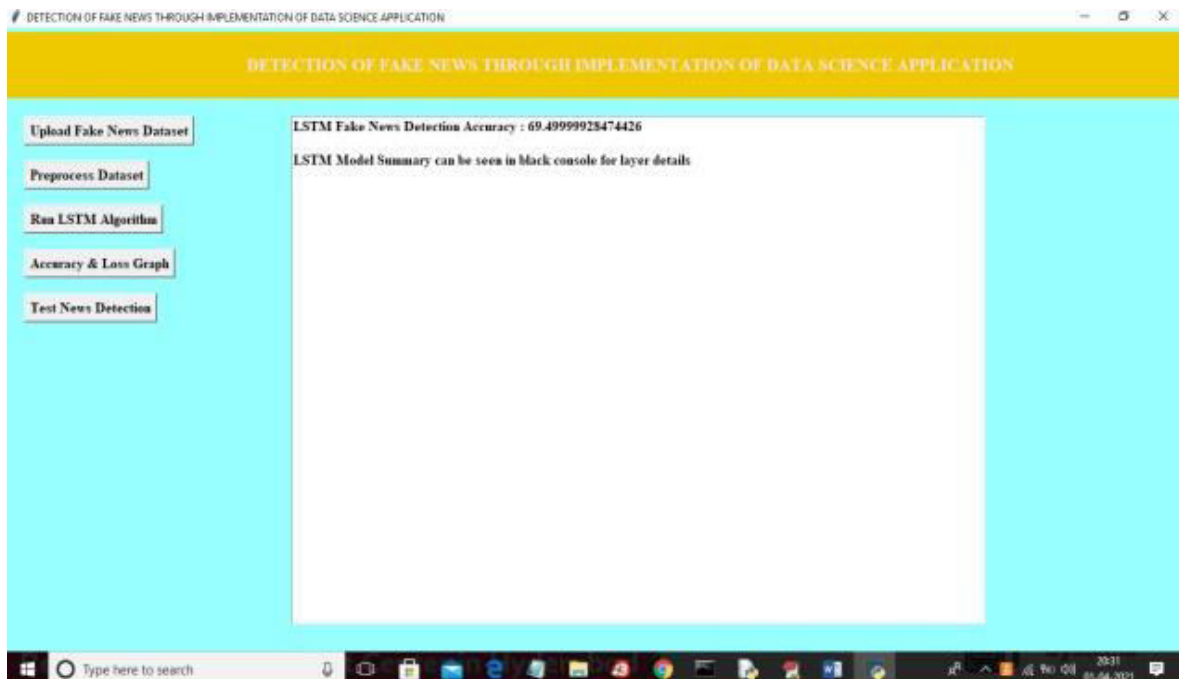 DETECTION OF FAKE NEWS THROUGH IMPLEMENTATION OF DATA SCIENCE APPLICATION
DETECTION OF FAKE NEWS THROUGH IMPLEMENTATION OF DATA SCIENCE APPLICATION
Upload Fake News Dataset
Preprocess Dataset
Run LSTM Algorithm
Accuracy & Loss Graph
Test News Detection
LSTM Fake News Detection Accuracy : 69.49999928474426
LSTM Model Summary can be seen in black console for layer details
Type here to search
20:31
01-04-2021